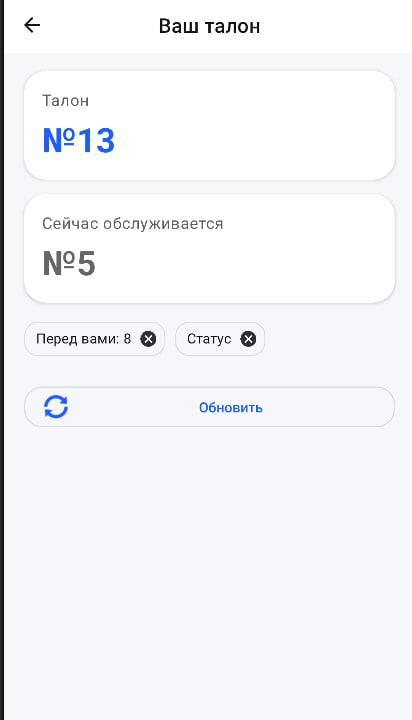 Ваш талон
Талон
№13
Сейчас обслуживается
№5
Перед вами: 8
Статус
Обновить